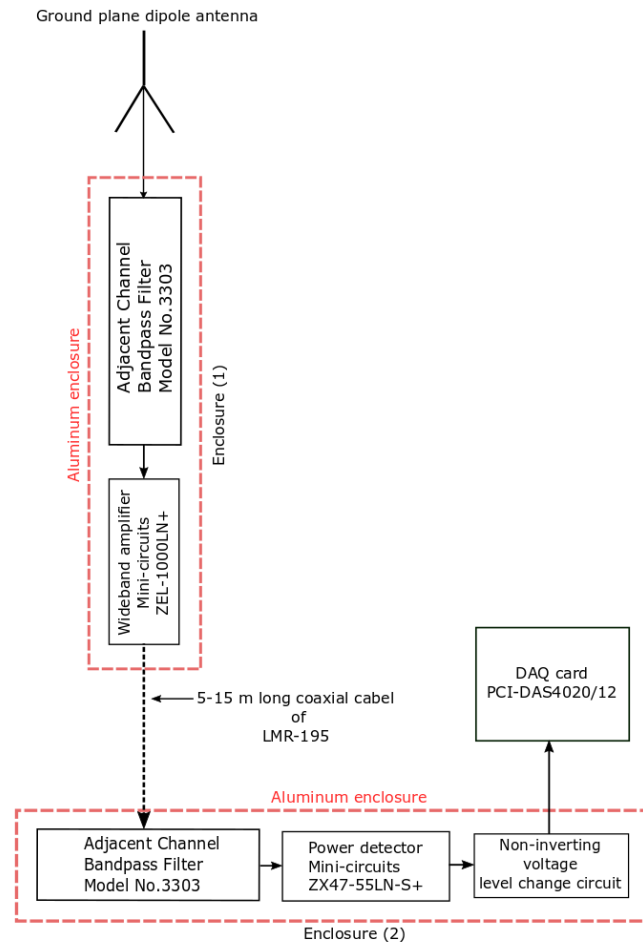 Ground plane dipole antenna
Aluminum enclosure
Adjacent Channel
Bandpass Filter
Model No.3303
Enclosure (1)
Wideband amplifier
Mini-circuits
ZEL-1000LN+
5-15 m long coaxial cabel
of
LMR-195
DAQ card
PCI-DAS4020/12
Aluminum enclosure
Adjacent Channel
Bandpass Filter
Model No.3303
Power detector
Mini-circuits
ZX47-55LN-S+
Non-inverting
voltage
level change circuit
Enclosure (2)